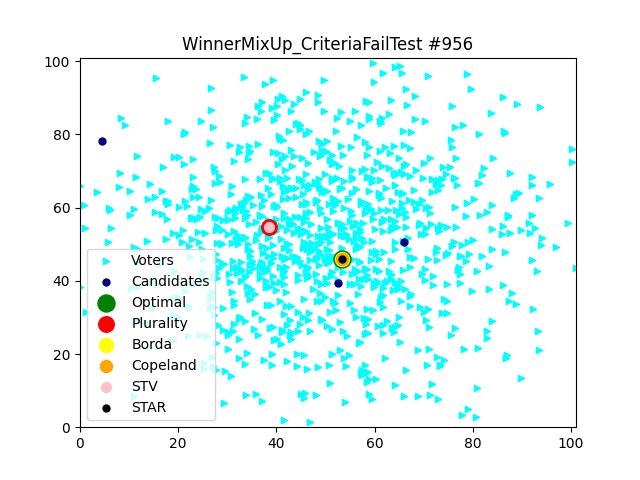 WinnerMixUp_CriteriaFailTest #956
100
80
60
40
20
0
0
20
40
60
80
100
Voters
Candidates
Optimal
Plurality
Borda
Copeland
STV
STAR